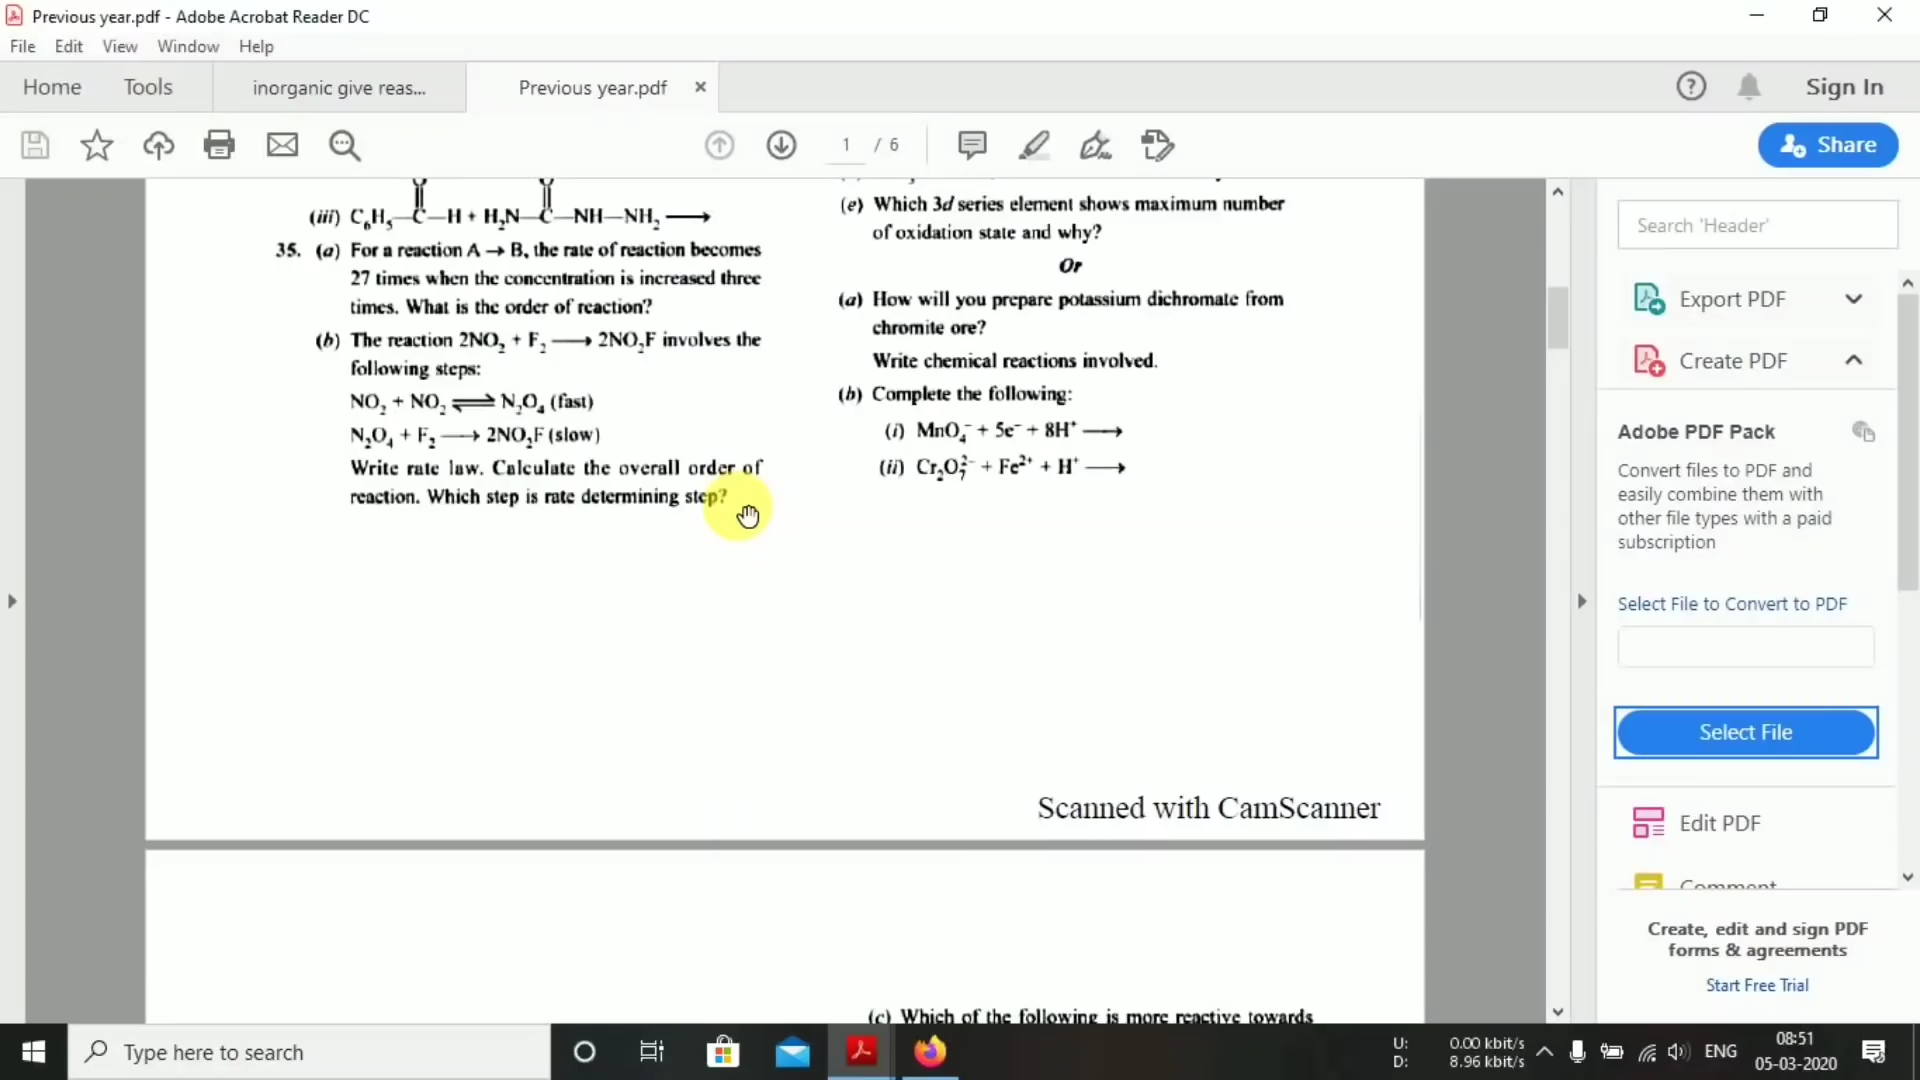 Previous year.pdf - Adobe Acrobat Reader DC
File Edit View Window Help
Home Tools inorganic give reas... Previous year.pdf × Sign In
1 / 6 Share
(iii) C₆H₅—C—H + H₂N—C—NH—NH₂ ⟶
35. (a) For a reaction A → B, the rate of reaction becomes
27 times when the concentration is increased three
times. What is the order of reaction?
(b) The reaction 2NO₂ + F₂ ⟶ 2NO₂F involves the
following steps:
NO₂ + NO₂ ⇌ N₂O₄ (fast)
N₂O₄ + F₂ ⟶ 2NO₂F (slow)
Write rate law. Calculate the overall order of
reaction. Which step is rate determining step?
(e) Which 3d series element shows maximum number
of oxidation state and why?
Or
(a) How will you prepare potassium dichromate from
chromite ore?
Write chemical reactions involved.
(b) Complete the following:
(i) MnO₄⁻ + 5e⁻ + 8H⁺ ⟶
(ii) Cr₂O₇²⁻ + Fe²⁺ + H⁺ ⟶
Scanned with CamScanner
(c) Which of the following is more reactive towards
Search 'Header'
Export PDF
Create PDF
Adobe PDF Pack
Convert files to PDF and
easily combine them with
other file types with a paid
subscription
Select File to Convert to PDF
Select File
Edit PDF
Comment
Create, edit and sign PDF
forms & agreements
Start Free Trial
Type here to search
U: 0.00 kbit/s
D: 8.96 kbit/s
ENG
08:51
05-03-2020